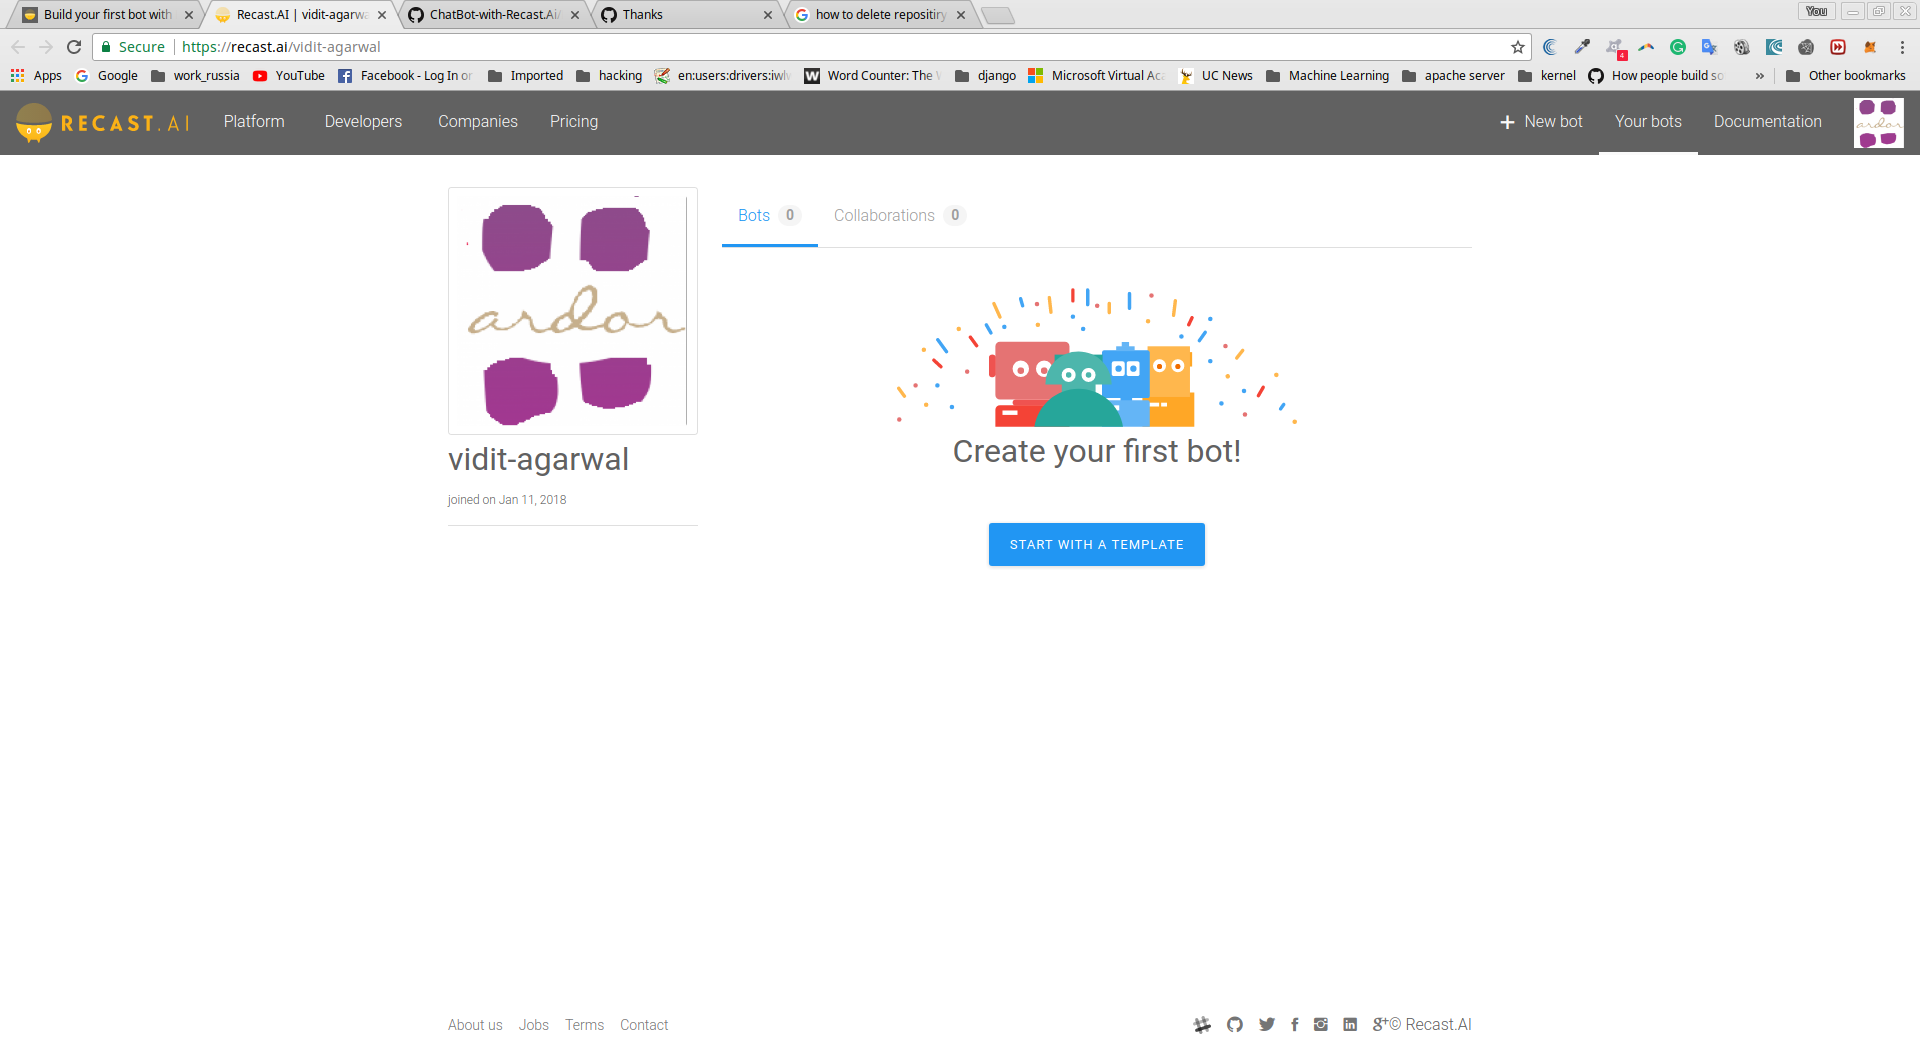 Build your first bot with
Recast.AI | vidit-agarwa
ChatBot-with-Recast.Ai/
Thanks
how to delete repositiry
You
Secure
https://recast.ai/vidit-agarwal
4
Apps
Google
work_russia
YouTube
Facebook - Log In or
Imported
hacking
en:users:drivers:iwlv
Word Counter: The W
django
Microsoft Virtual Aca
UC News
Machine Learning
apache server
kernel
How people build so
Other bookmarks
RECAST.AI
Platform
Developers
Companies
Pricing
New bot
Your bots
Documentation
ardor
ardor
Bots 0
Collaborations 0
vidit-agarwal
joined on Jan 11, 2018
Create your first bot!
START WITH A TEMPLATE
About us
Jobs
Terms
Contact
© Recast.AI